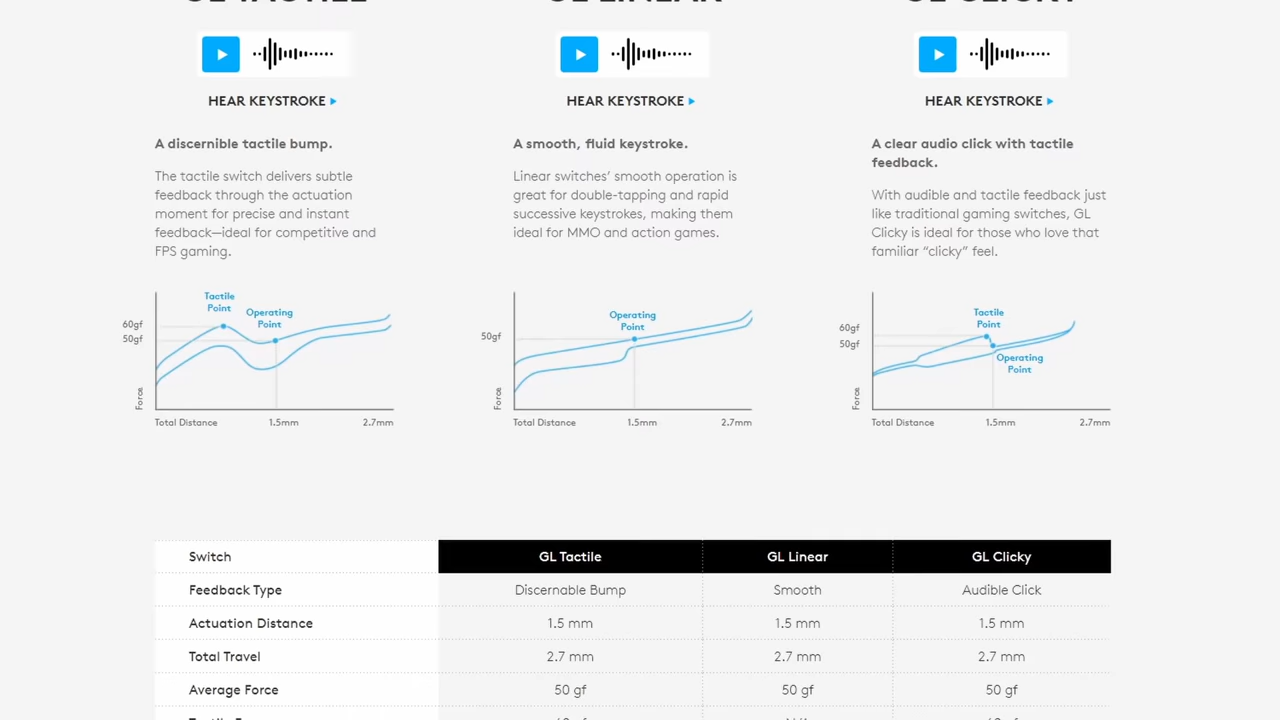 GL TACTILE
GL LINEAR
GL CLICKY
HEAR KEYSTROKE
HEAR KEYSTROKE
HEAR KEYSTROKE
A discernible tactile bump.
The tactile switch delivers subtle
feedback through the actuation
moment for precise and instant
feedback—ideal for competitive and
FPS gaming.
A smooth, fluid keystroke.
Linear switches’ smooth operation is
great for double-tapping and rapid
successive keystrokes, making them
ideal for MMO and action games.
A clear audio click with tactile
feedback.
With audible and tactile feedback just
like traditional gaming switches, GL
Clicky is ideal for those who love that
familiar “clicky” feel.
Tactile
Point
Operating
Point
60gf
50gf
Force
Total Distance
1.5mm
2.7mm
Operating
Point
50gf
Force
Total Distance
1.5mm
2.7mm
Tactile
Point
60gf
50gf
Operating
Point
Force
Total Distance
1.5mm
2.7mm
Switch GL Tactile GL Linear GL Clicky
Feedback Type Discernable Bump Smooth Audible Click
Actuation Distance 1.5 mm 1.5 mm 1.5 mm
Total Travel 2.7 mm 2.7 mm 2.7 mm
Average Force 50 gf 50 gf 50 gf